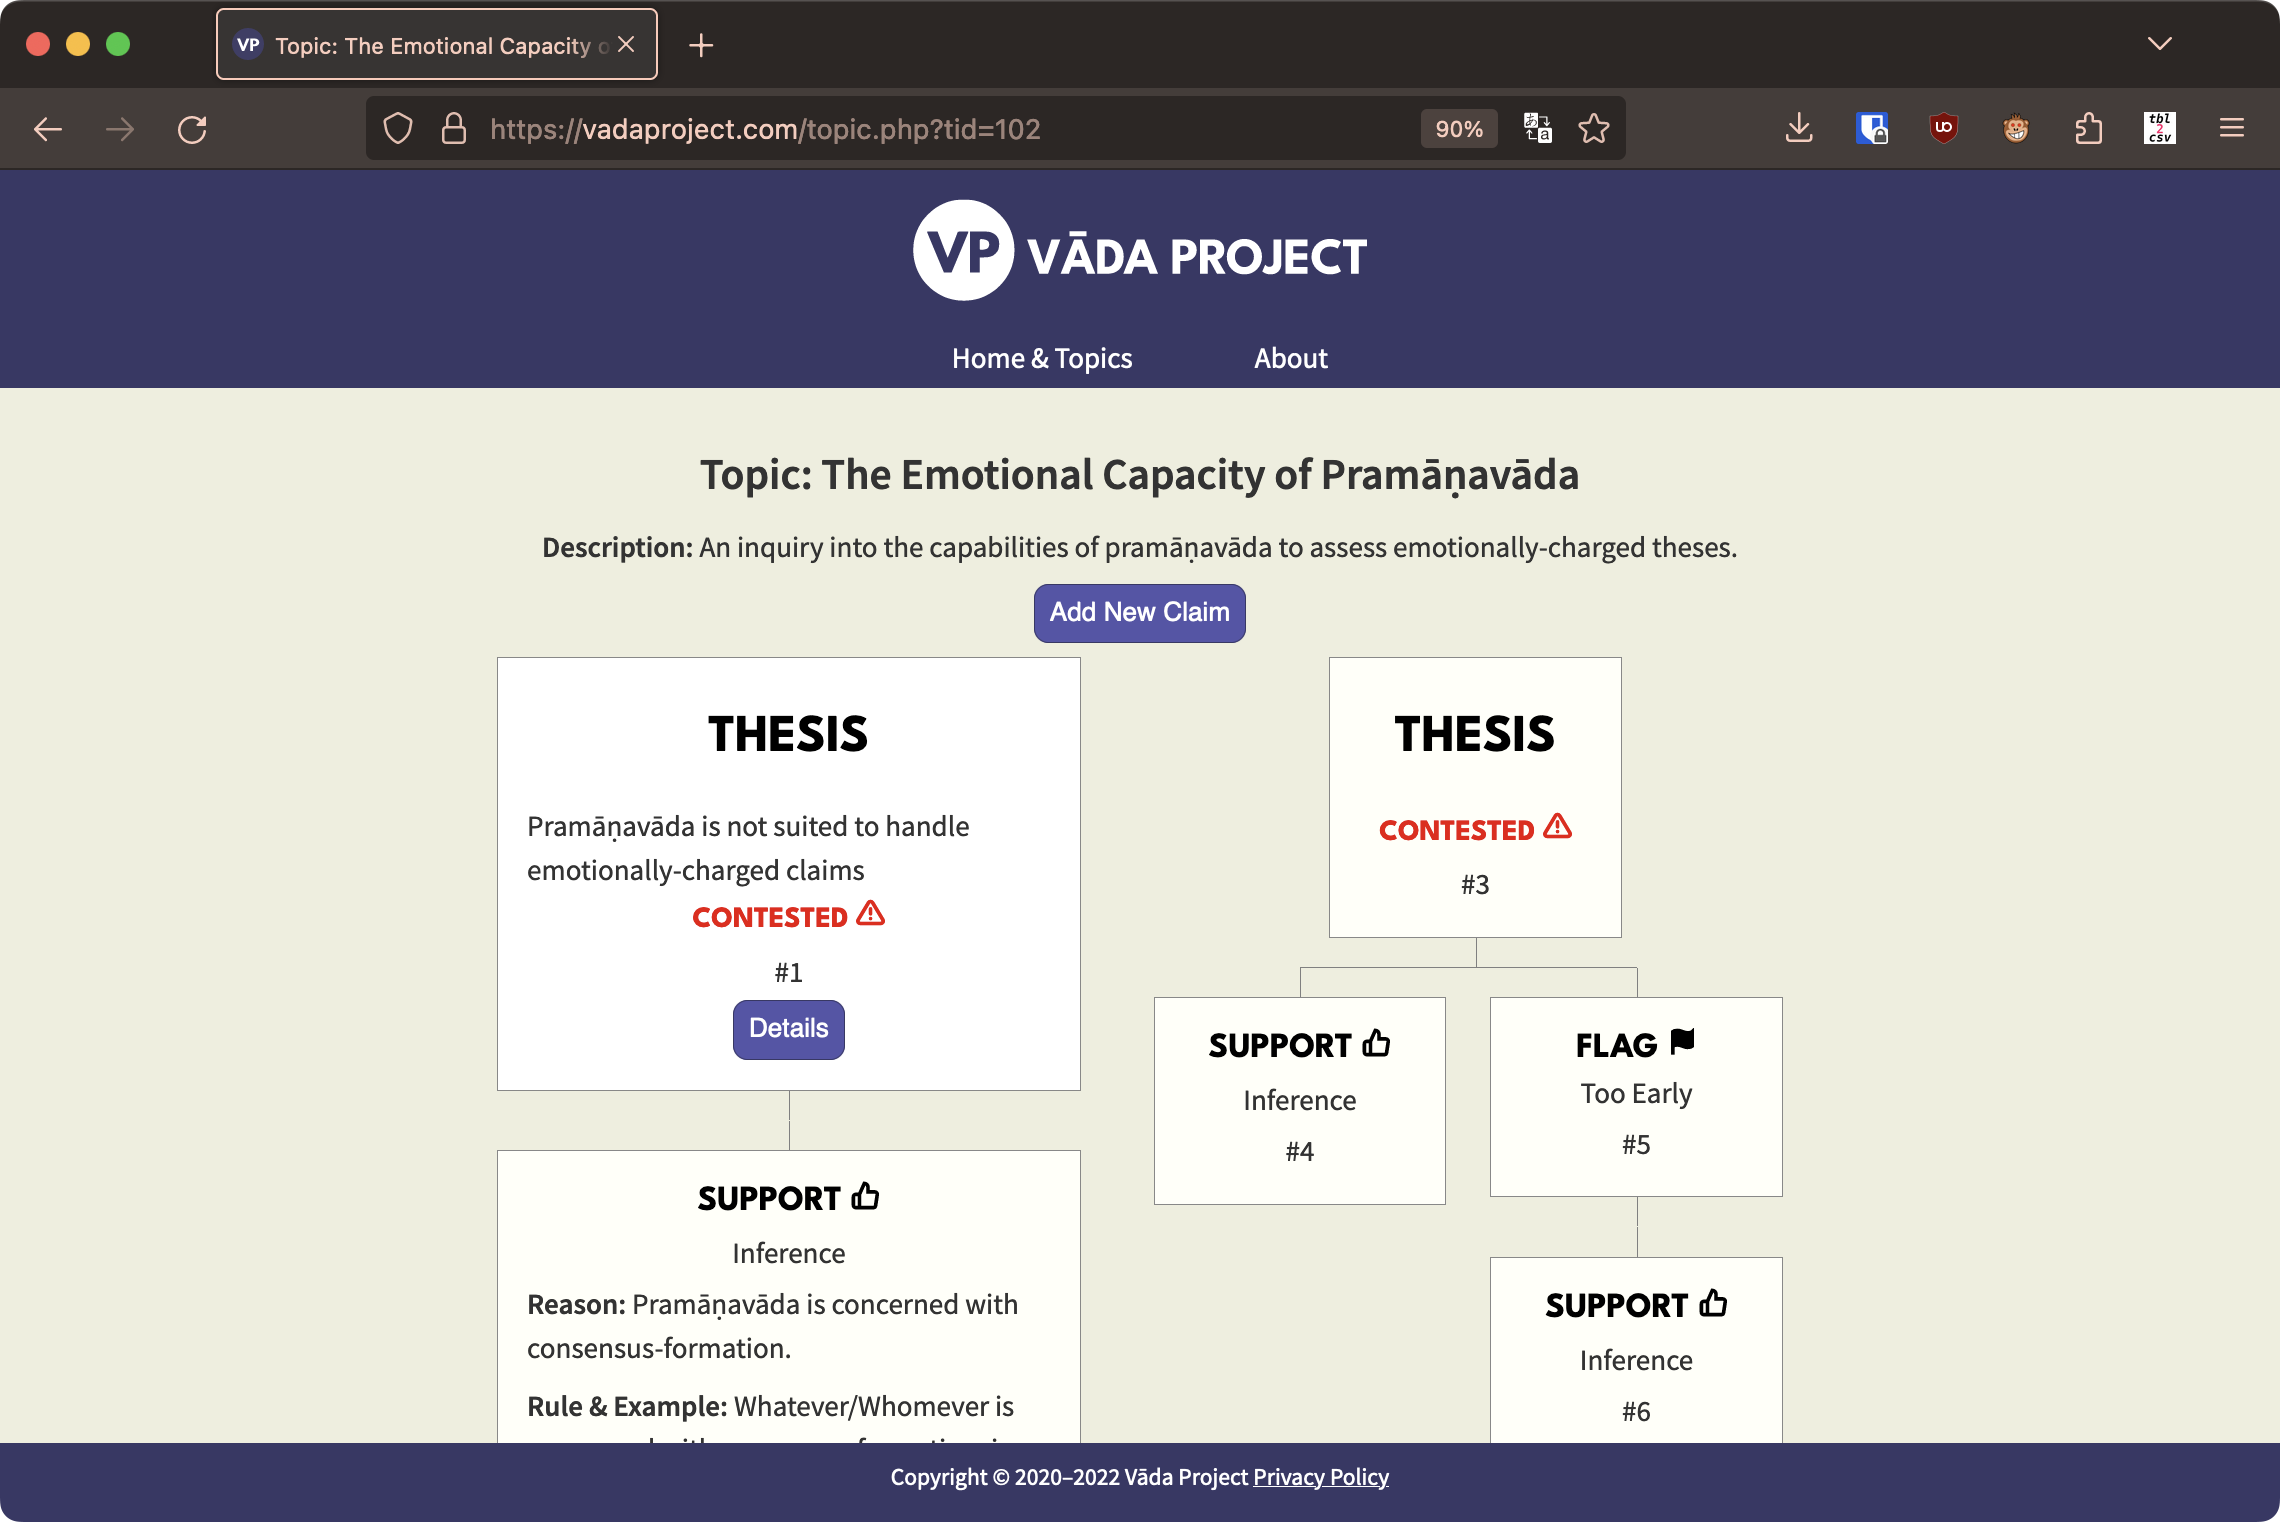 VP Topic: The Emotional Capacity o
https://vadaproject.com/topic.php?tid=102
90%
tbl
2
csv
VP VĀDA PROJECT
Home & Topics
About
Topic: The Emotional Capacity of Pramāṇavāda
Description: An inquiry into the capabilities of pramāṇavāda to assess emotionally-charged theses.
Add New Claim
THESIS
Pramāṇavāda is not suited to handle
emotionally-charged claims
CONTESTED
#1
Details
SUPPORT
Inference
Reason: Pramāṇavāda is concerned with
consensus-formation.
Rule & Example: Whatever/Whomever is
THESIS
CONTESTED
#3
SUPPORT
Inference
#4
FLAG
Too Early
#5
SUPPORT
Inference
#6
Copyright © 2020–2022 Vāda Project Privacy Policy